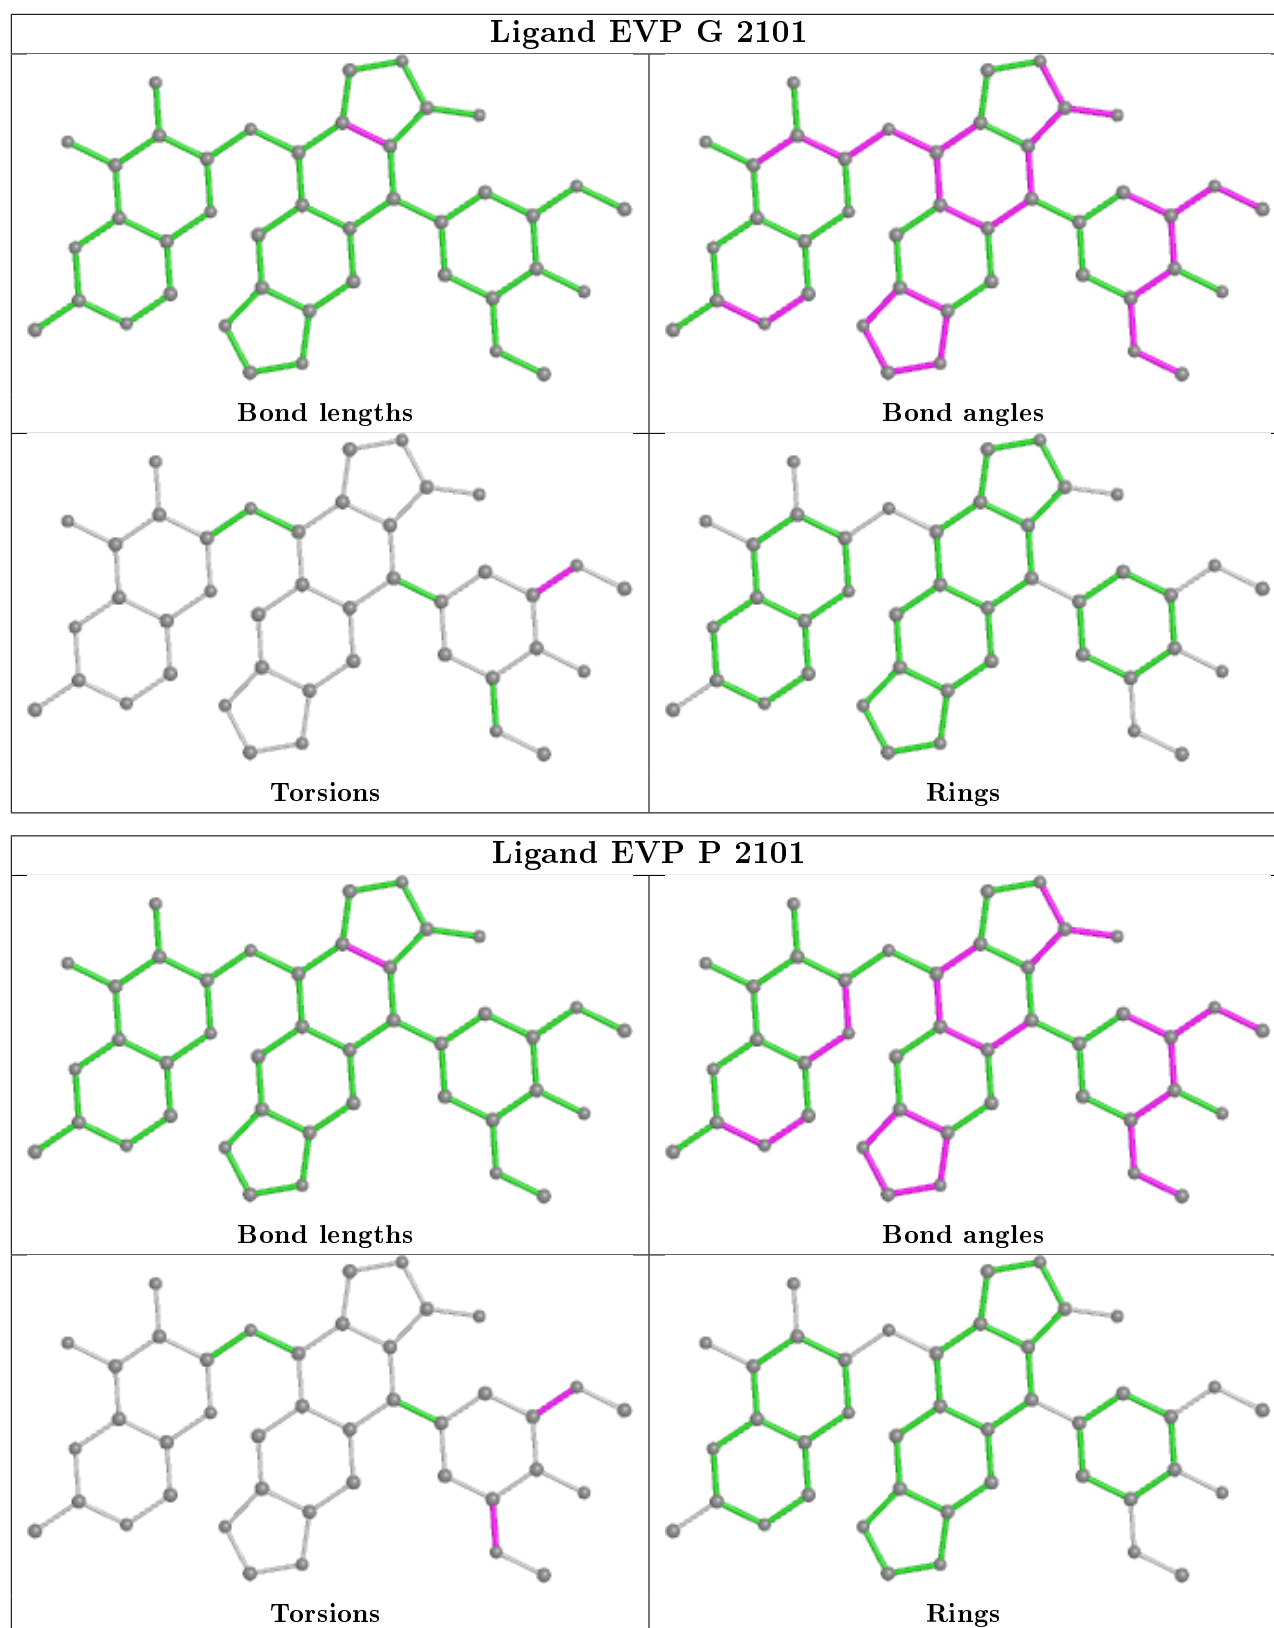 Ligand EVP G 2101
Bond lengths
Bond angles
Torsions
Rings
Ligand EVP P 2101
Bond lengths
Bond angles
Torsions
Rings